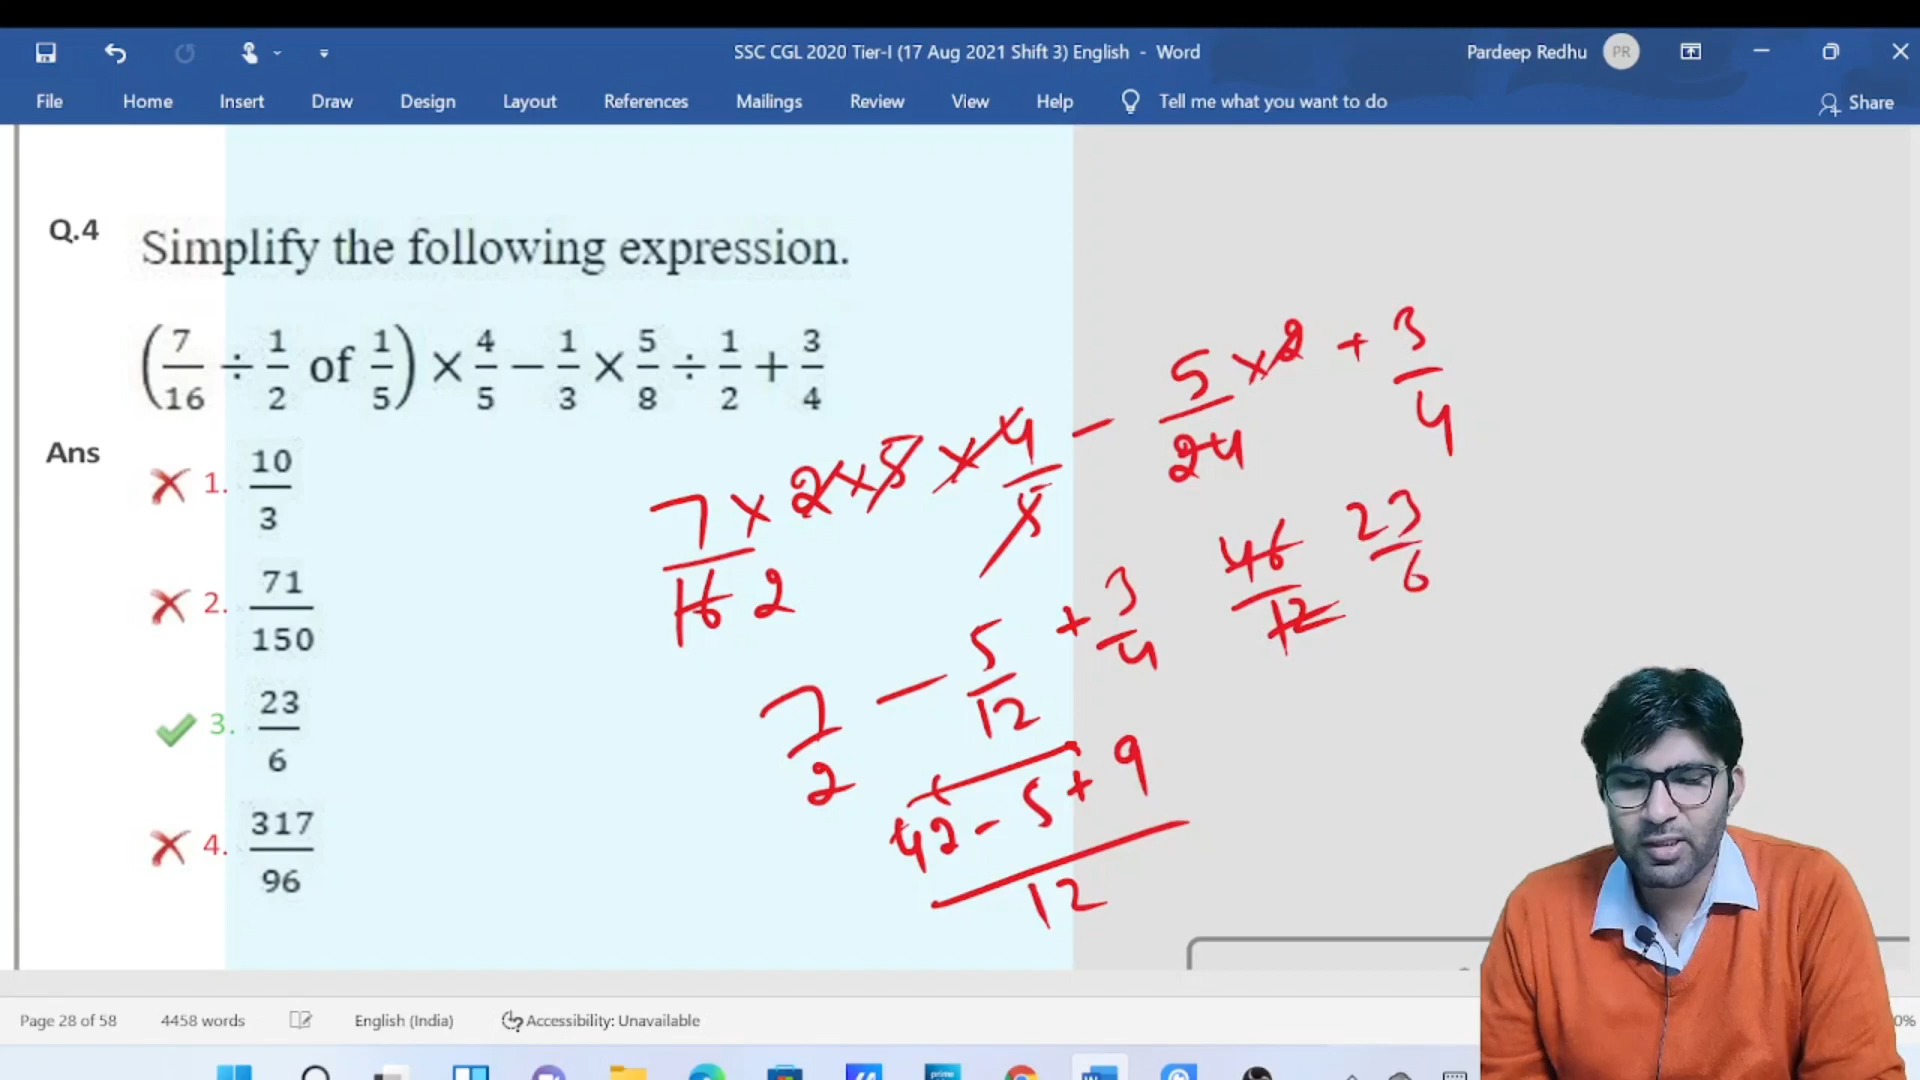 SSC CGL 2020 Tier-I (17 Aug 2021 Shift 3) English - Word
Pardeep Redhu PR
File Home Insert Draw Design Layout References Mailings Review View Help Tell me what you want to do Share
Q.4 Simplify the following expression.
(7/16 ÷ 1/2 of 1/5) × 4/5 − 1/3 × 5/8 ÷ 1/2 + 3/4
Ans
1. 10/3
2. 71/150
3. 23/6
4. 317/96
7/16 × 2 × 5 × 4/5 − 5/24 × 2 + 3/4
2
7/2 − 5/12 + 3/4
42 − 5 + 9
12
46/12 23/6
Page 28 of 58 4458 words English (India) Accessibility: Unavailable 0%
prime